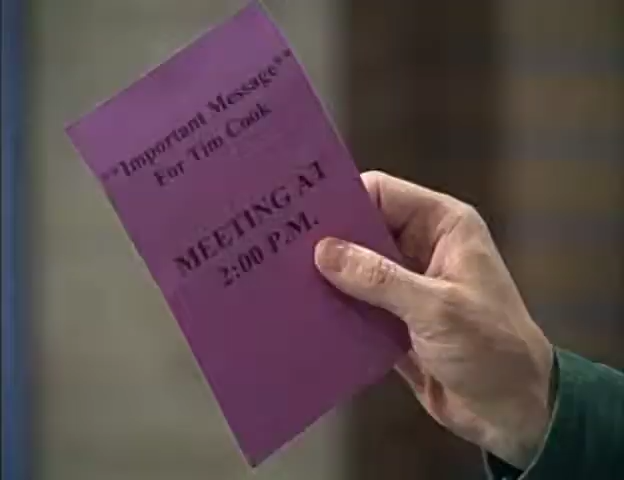 **Important Message**
For Tim Cook
MEETING AT
2:00 P.M.